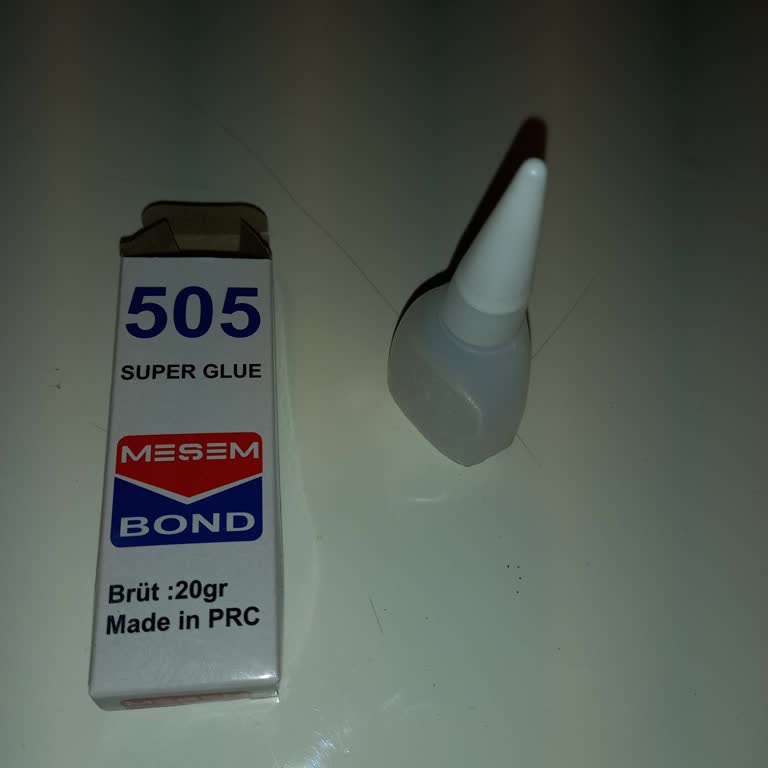 505
SUPER GLUE
MESEM
BOND
Brüt :20gr
Made in PRC